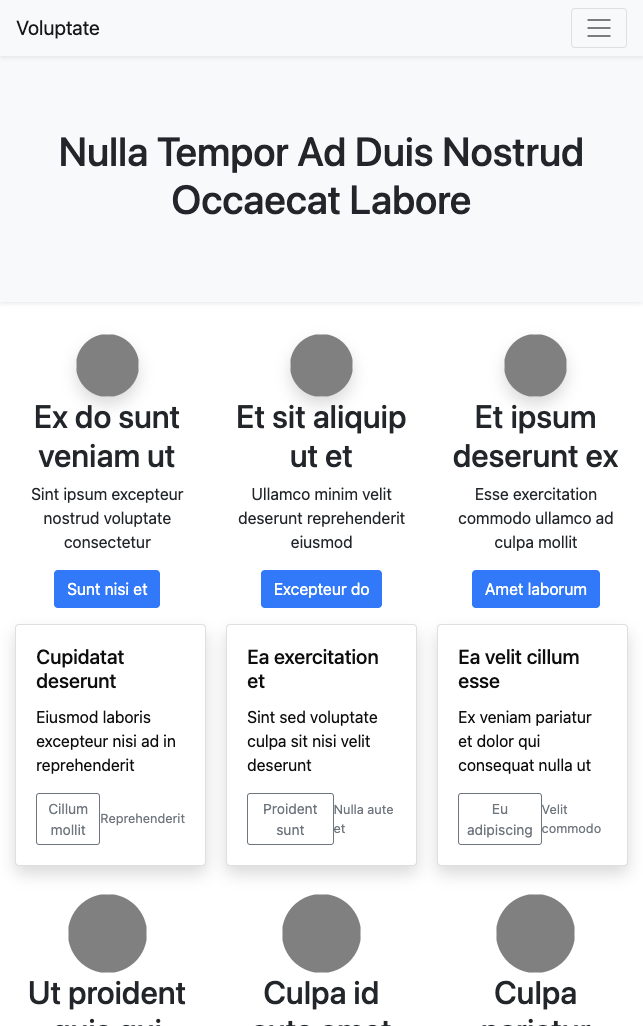 Voluptate
Nulla Tempor Ad Duis Nostrud
Occaecat Labore
Ex do sunt
veniam ut
Sint ipsum excepteur
nostrud voluptate
consectetur
Sunt nisi et
Et sit aliquip
ut et
Ullamco minim velit
deserunt reprehenderit
eiusmod
Excepteur do
Et ipsum
deserunt ex
Esse exercitation
commodo ullamco ad
culpa mollit
Amet laborum
Cupidatat
deserunt
Eiusmod laboris
excepteur nisi ad in
reprehenderit
Cillum
mollit
Reprehenderit
Ea exercitation
et
Sint sed voluptate
culpa sit nisi velit
deserunt
Proident
sunt
Nulla aute
et
Ea velit cillum
esse
Ex veniam pariatur
et dolor qui
consequat nulla ut
Eu
adipiscing
Velit
commodo
Ut proident
Culpa id
Culpa